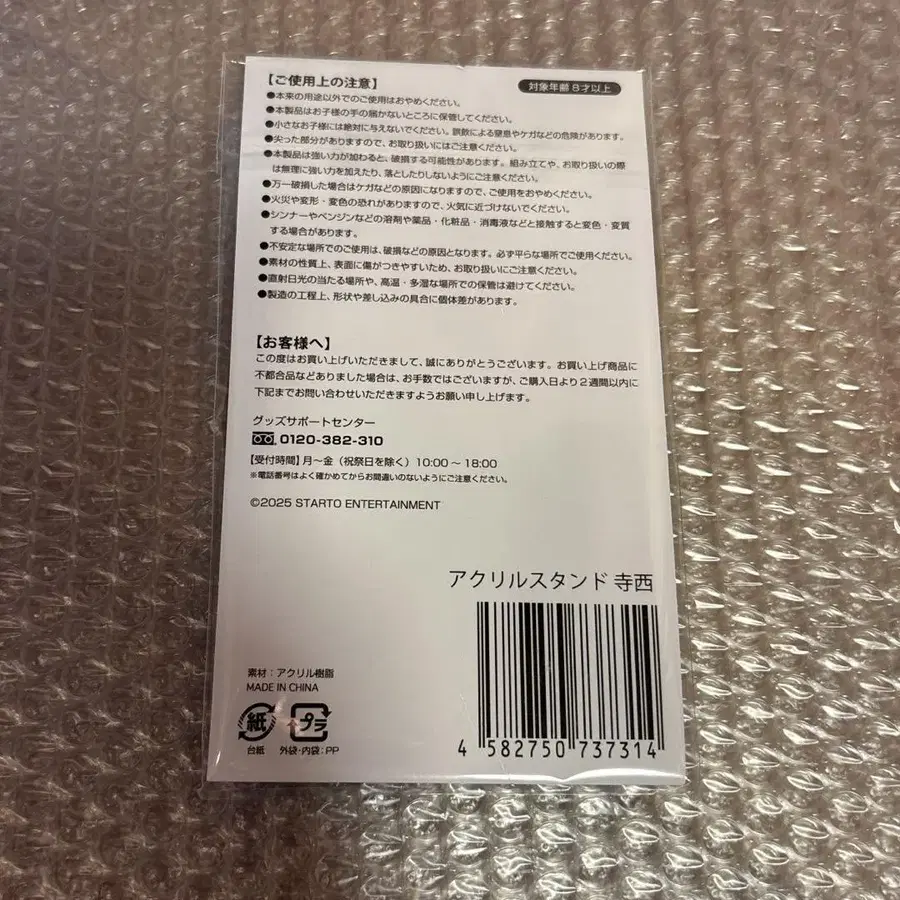 【ご使用上の注意】
対象年齢 8才以上
●本来の用途以外でのご使用はおやめください。
●本製品はお子様の手の届かないところに保管してください。
●小さなお子様には絶対に与えないでください。誤飲による窒息やケガなどの危険があります。
●尖った部分がありますので、お取り扱いにはご注意ください。
●本製品は強い力が加わると、破損する可能性があります。組み立てや、お取り扱いの際
は無理に強い力を加えたり、落としたりしないようにご注意ください。
●万一破損した場合はケガなどの原因になりますので、ご使用をおやめください。
●火災や変形・変色の恐れがありますので、火気に近づけないでください。
●シンナーやベンジンなどの溶剤や薬品・化粧品・消毒液などと接触すると変色・変質
する場合があります。
●不安定な場所でのご使用は、破損などの原因となります。必ず平らな場所でご使用ください。
●素材の性質上、表面に傷がつきやすいため、お取り扱いにご注意ください。
●直射日光の当たる場所や、高温・多湿な場所での保管は避けてください。
●製造の工程上、形状や差し込みの具合に個体差があります。
【お客様へ】
この度はお買い上げいただきまして、誠にありがとうございます。お買い上げ商品に
不都合品などありました場合は、お手数ではございますが、ご購入日より2週間以内に
下記までお問い合わせいただきますようお願い申し上げます。
グッズサポートセンター
0120-382-310
【受付時間】月〜金（祝祭日を除く）10:00〜18:00
※電話番号はよく確かめてからお間違いのないようにご注意ください。
©2025 STARTO ENTERTAINMENT
アクリルスタンド 寺西
素材：アクリル樹脂
MADE IN CHINA
紙 プラ
台紙 外袋・内袋：PP
4 582750 737314